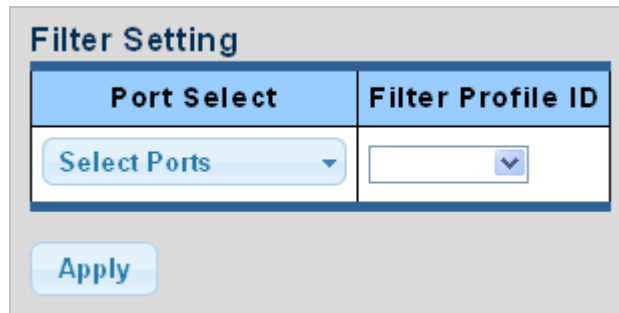 Filter Setting
Port Select Filter Profile ID
Select Ports
Apply